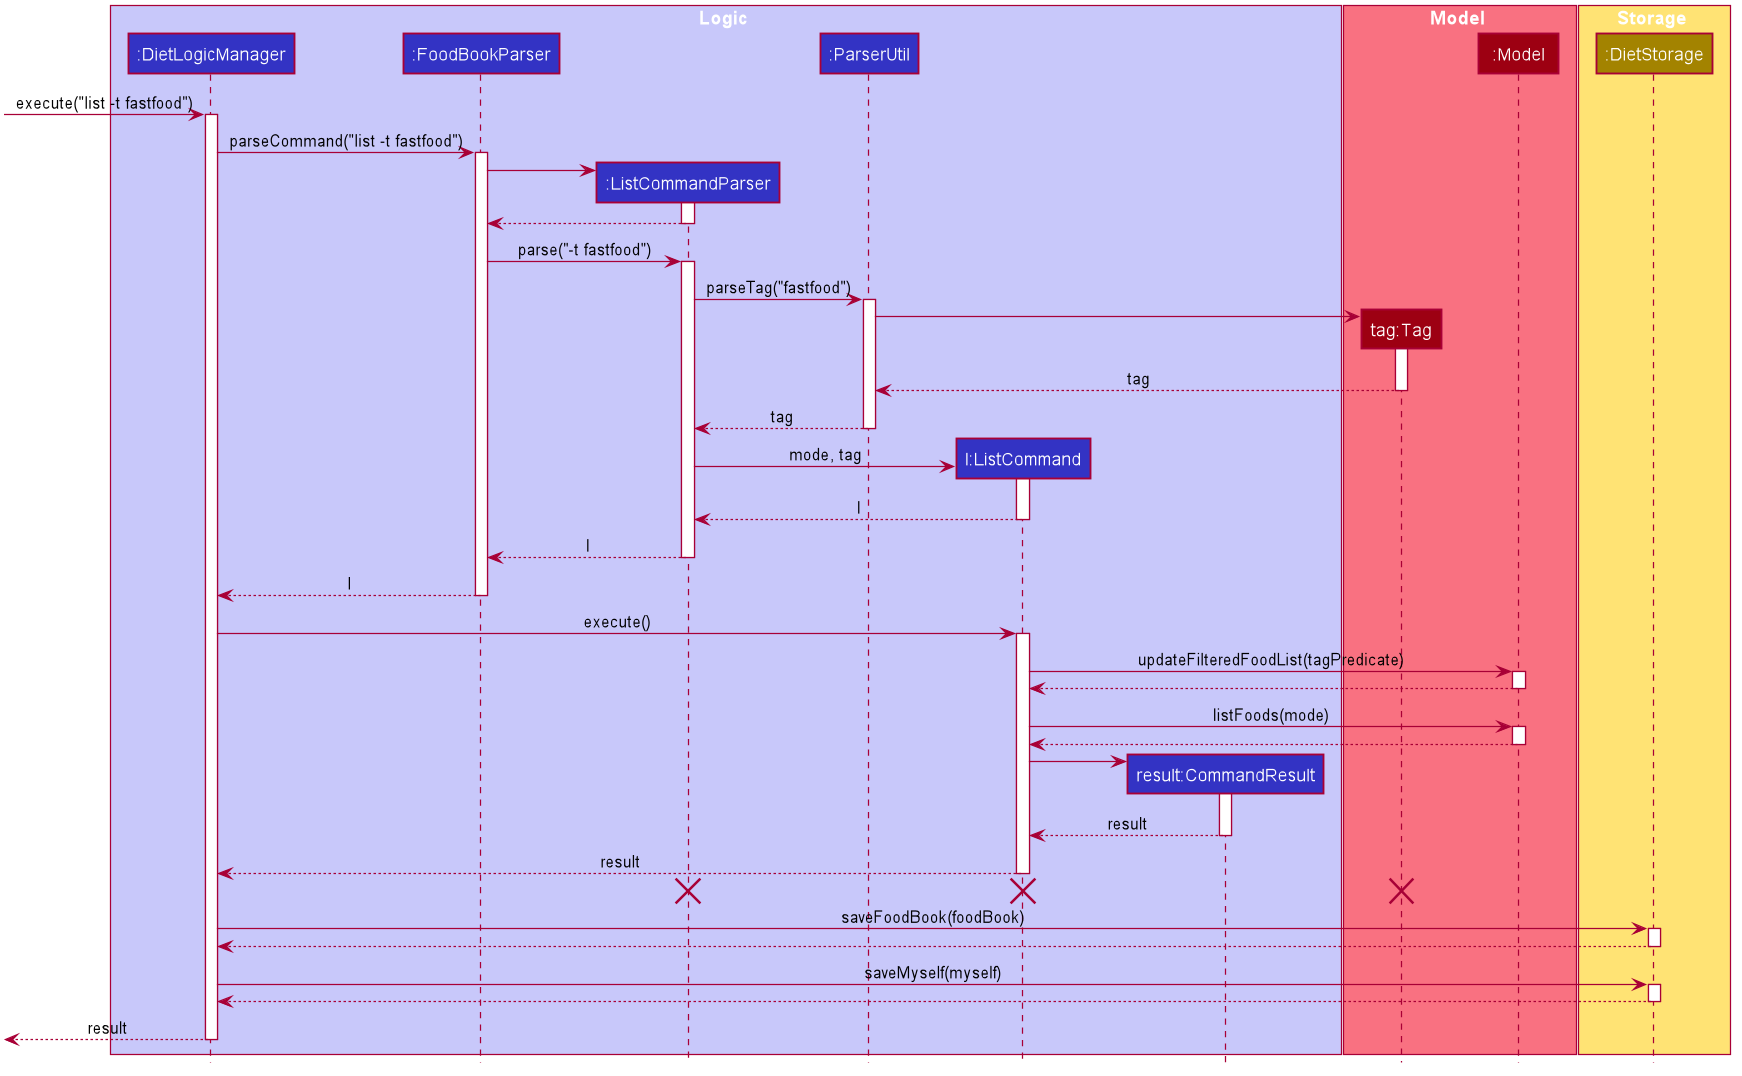 Logic
Model
Storage
:DietLogicManager
:FoodBookParser
:ParserUtil
:Model
:DietStorage
execute("list -t fastfood")
parseCommand("list -t fastfood")
:ListCommandParser
parse("-t fastfood")
parseTag("fastfood")
tag:Tag
tag
tag
l:ListCommand
mode, tag
l
l
l
execute()
updateFilteredFoodList(tagPredicate)
listFoods(mode)
result:CommandResult
result
result
saveFoodBook(foodBook)
saveMyself(myself)
result